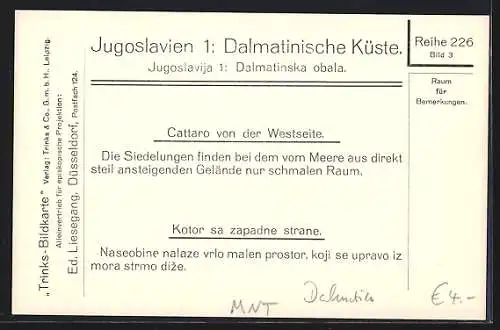 Jugoslavien 1: Dalmatinische Küste.
Jugoslavija 1: Dalmatinska obala.
Reihe 226
Bild 3
Raum
für
Bemerkungen.
Cattaro von der Westseite.
Die Siedelungen finden bei dem vom Meere aus direkt
steil ansteigenden Gelände nur schmalen Raum.
Kotor sa zapadne strane.
Naseobine nalaze vrlo malen prostor, koji se upravo iz
mora strmo diže.
„Trinks-Bildkarte“ Verlag: Trinks & Co., G. m. b. H., Leipzig.
Alleinvertrieb für episkopische Projektion:
Ed. Liesegang, Düsseldorf, Postfach 124.
MNT
€ 4.-